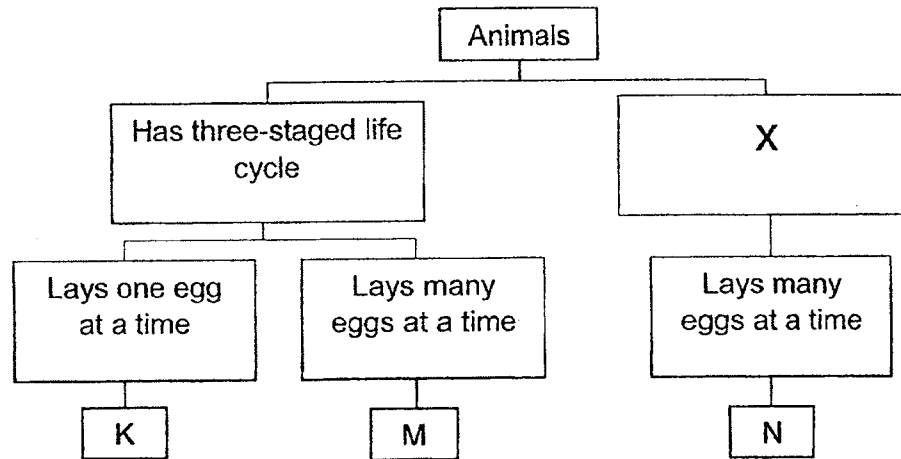 Animals
Has three-staged life
cycle
X
Lays one egg
at a time
Lays many
eggs at a time
Lays many
eggs at a time
K
M
N